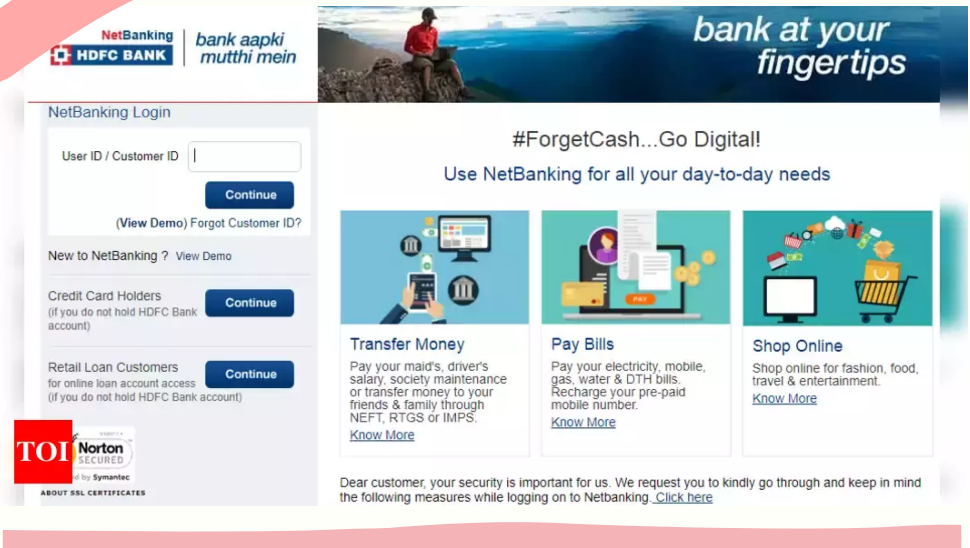 NetBanking
HDFC BANK
bank aapki
mutthi mein
bank at your
fingertips
NetBanking Login
User ID / Customer ID
Continue
(View Demo) Forgot Customer ID?
New to NetBanking ? View Demo
Credit Card Holders
(if you do not hold HDFC Bank
account)
Continue
Retail Loan Customers
for online loan account access
(if you do not hold HDFC Bank account)
Continue
TOI
Norton
SECURED
by Symantec
ABOUT SSL CERTIFICATES
#ForgetCash...Go Digital!
Use NetBanking for all your day-to-day needs
PAY
Transfer Money
Pay your maid's, driver's
salary, society maintenance
or transfer money to your
friends & family through
NEFT, RTGS or IMPS.
Know More
Pay Bills
Pay your electricity, mobile,
gas, water & DTH bills.
Recharge your pre-paid
mobile number.
Know More
Shop Online
Shop online for fashion, food,
travel & entertainment.
Know More
Dear customer, your security is important for us. We request you to kindly go through and keep in mind
the following measures while logging on to Netbanking. Click here